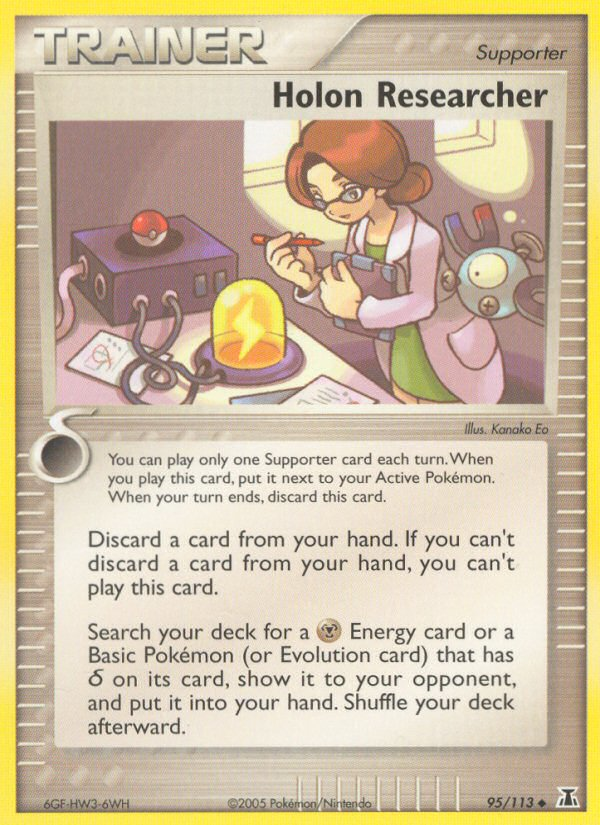 TRAINER
Supporter
Holon Researcher
Illus. Kanako Eo
You can play only one Supporter card each turn. When
you play this card, put it next to your Active Pokémon.
When your turn ends, discard this card.
Discard a card from your hand. If you can't
discard a card from your hand, you can't
play this card.
Search your deck for a Energy card or a
Basic Pokémon (or Evolution card) that has
δ on its card, show it to your opponent,
and put it into your hand. Shuffle your deck
afterward.
6GF-HW3-6WH
©2005 Pokémon/Nintendo
95/113